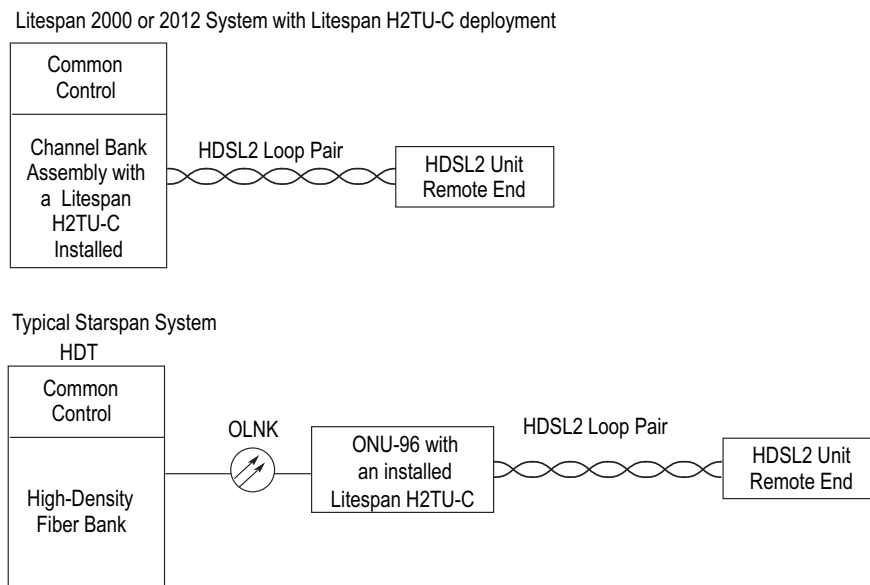 Litespan 2000 or 2012 System with Litespan H2TU-C deployment
Common
Control
Channel Bank
Assembly with
a Litespan
H2TU-C
Installed
HDSL2 Loop Pair
HDSL2 Unit
Remote End
Typical Starspan System
HDT
Common
Control
High-Density
Fiber Bank
OLNK
ONU-96 with
an installed
Litespan H2TU-C
HDSL2 Loop Pair
HDSL2 Unit
Remote End